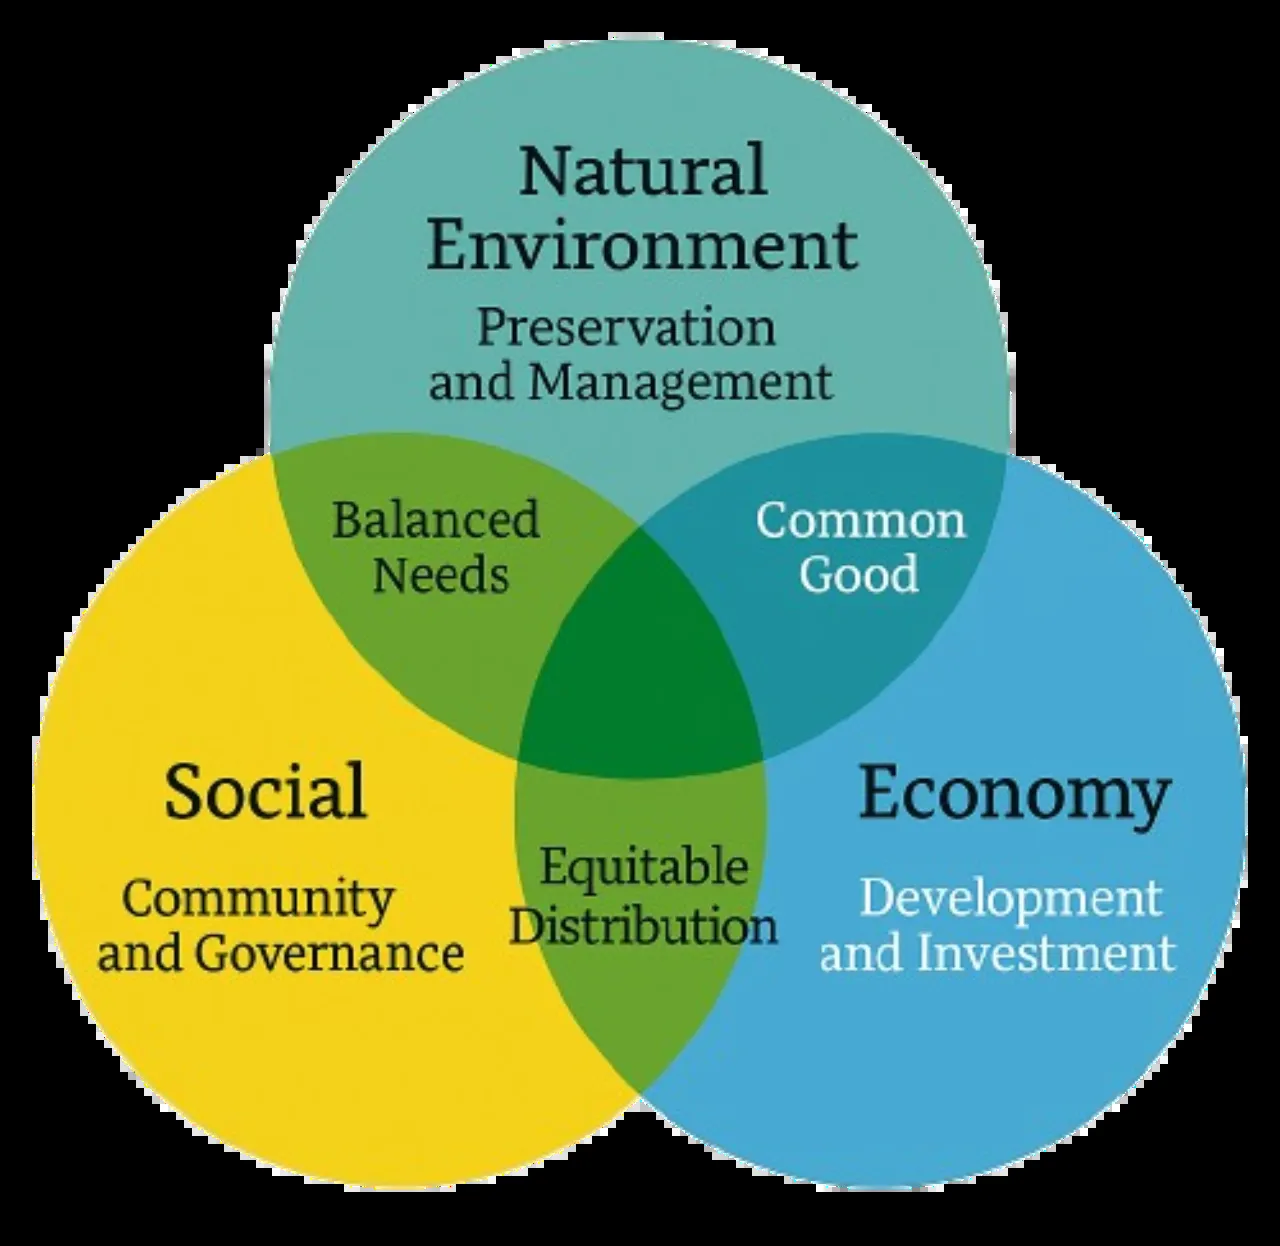 Natural
Environment
Preservation
and Management
Balanced
Needs
Common
Good
Social
Community
and Governance
Equitable
Distribution
Economy
Development
and Investment